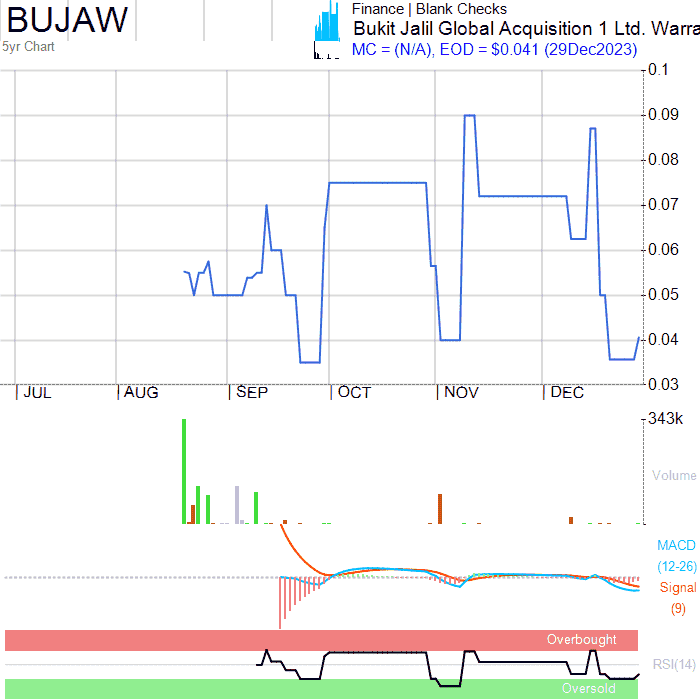 BUJAW
5yr Chart
Finance | Blank Checks
Bukit Jalil Global Acquisition 1 Ltd. Warra
MC = (N/A), EOD = $0.041 (29Dec2023)
0.1
0.09
0.08
0.07
0.06
0.05
0.04
0.03
JUL AUG SEP OCT NOV DEC
343k
Volume
MACD
(12-26)
Signal
(9)
Overbought
RSI(14)
Oversold